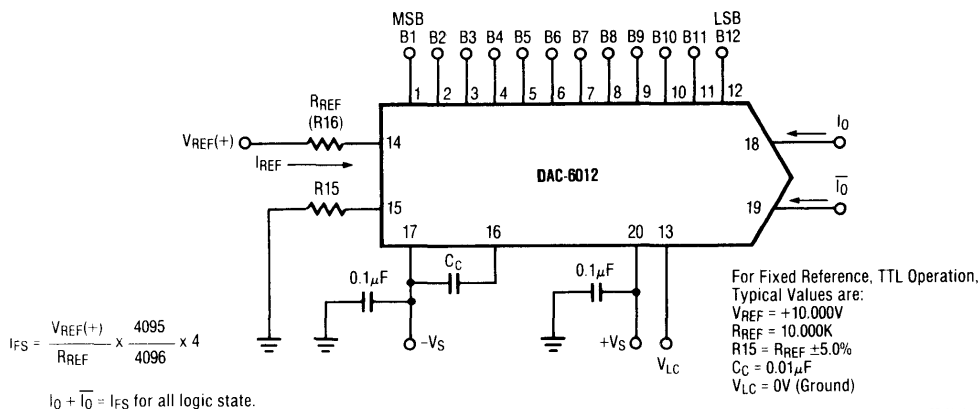 MSB LSB
B1 B2 B3 B4 B5 B6 B7 B8 B9 B10 B11 B12
1 2 3 4 5 6 7 8 9 10 11 12
RREF
(R16)
VREF(+) 14 18 IO
IREF
DAC-6012
R15 15 19 IO
17 16 20 13
CC
0.1µF 0.1µF
-VS +VS VLC
For Fixed Reference, TTL Operation,
Typical Values are:
VREF = +10.000V
RREF = 10.000K
R15 = RREF ±5.0%
CC = 0.01µF
VLC = 0V (Ground)
IFS = VREF(+) / RREF x 4095 / 4096 x 4
IO + I̅O̅ = IFS for all logic state.